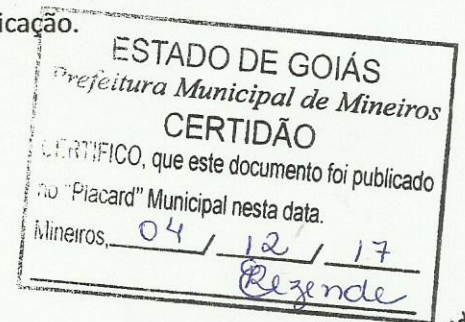 icação.
ESTADO DE GOIÁS
Prefeitura Municipal de Mineiros
CERTIDÃO
CERTIFICO, que este documento foi publicado
no "Placard" Municipal nesta data.
Mineiros, 04 / 12 / 17
Rezende